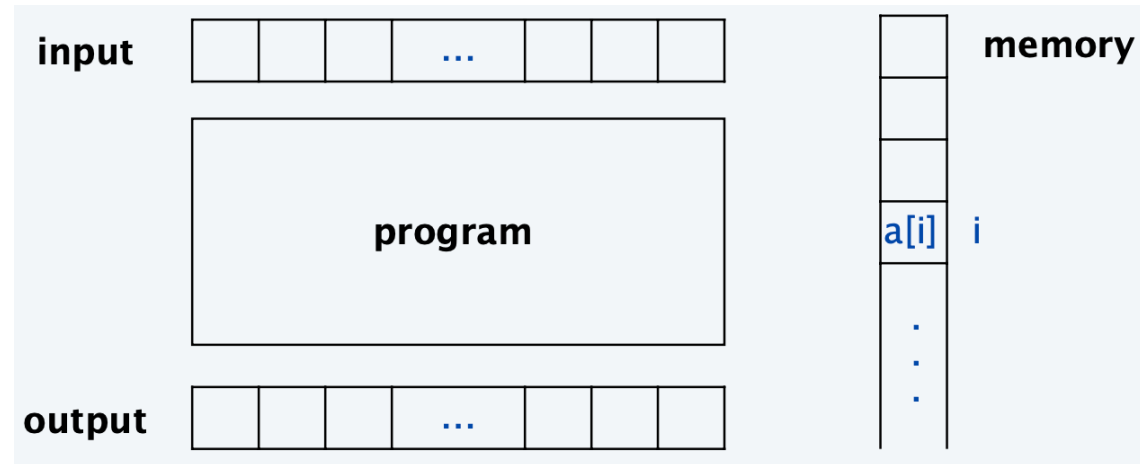 input ... memory
program a[i] i
.
.
.
output ...